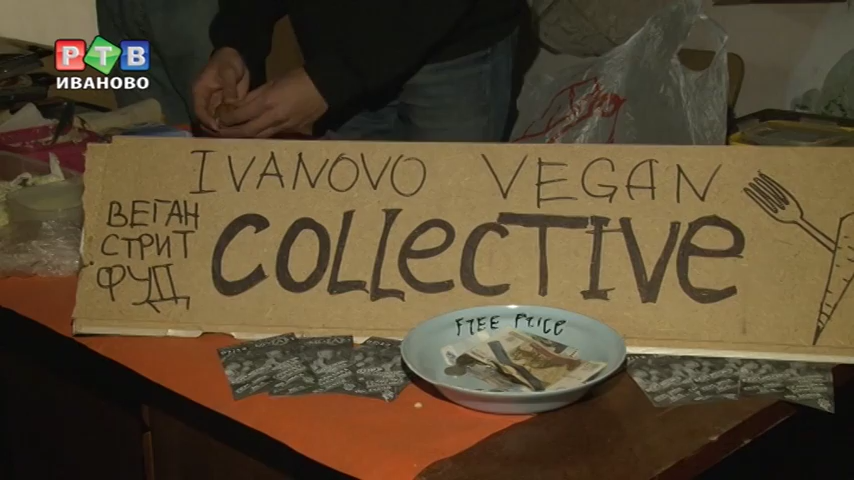 РТВ
ИВАНОВО
IVANOVO VEGAN
ВЕГАН
СТРИТ
ФУД
COLLECTIVE
FREE PRICE